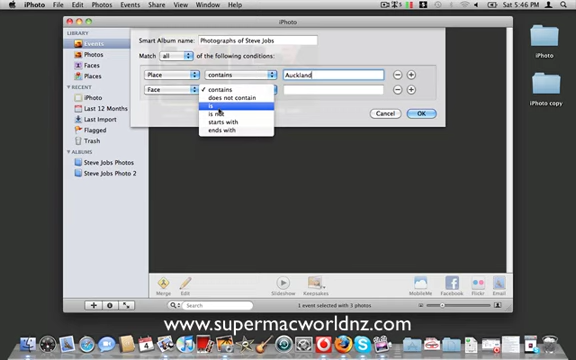 iPhoto File Edit Photos Events Share View Window Help Sat 5:46 PM
iPhoto
LIBRARY
Events
Photos
Faces
Places
RECENT
iPhoto
Last 12 Months
Last Import
Flagged
Trash
ALBUMS
Steve Jobs Photos
Steve Jobs Photo 2
Smart Album name: Photographs of Steve Jobs
Match all of the following conditions:
Place contains Auckland
Face ✓ contains
does not contain
is
is not
starts with
ends with
Cancel OK
iPhoto
iPhoto copy
Merge Edit Slideshow Keepsakes MobileMe Facebook Flickr Email
Search 1 event selected with 3 photos
www.supermacworldnz.com
4